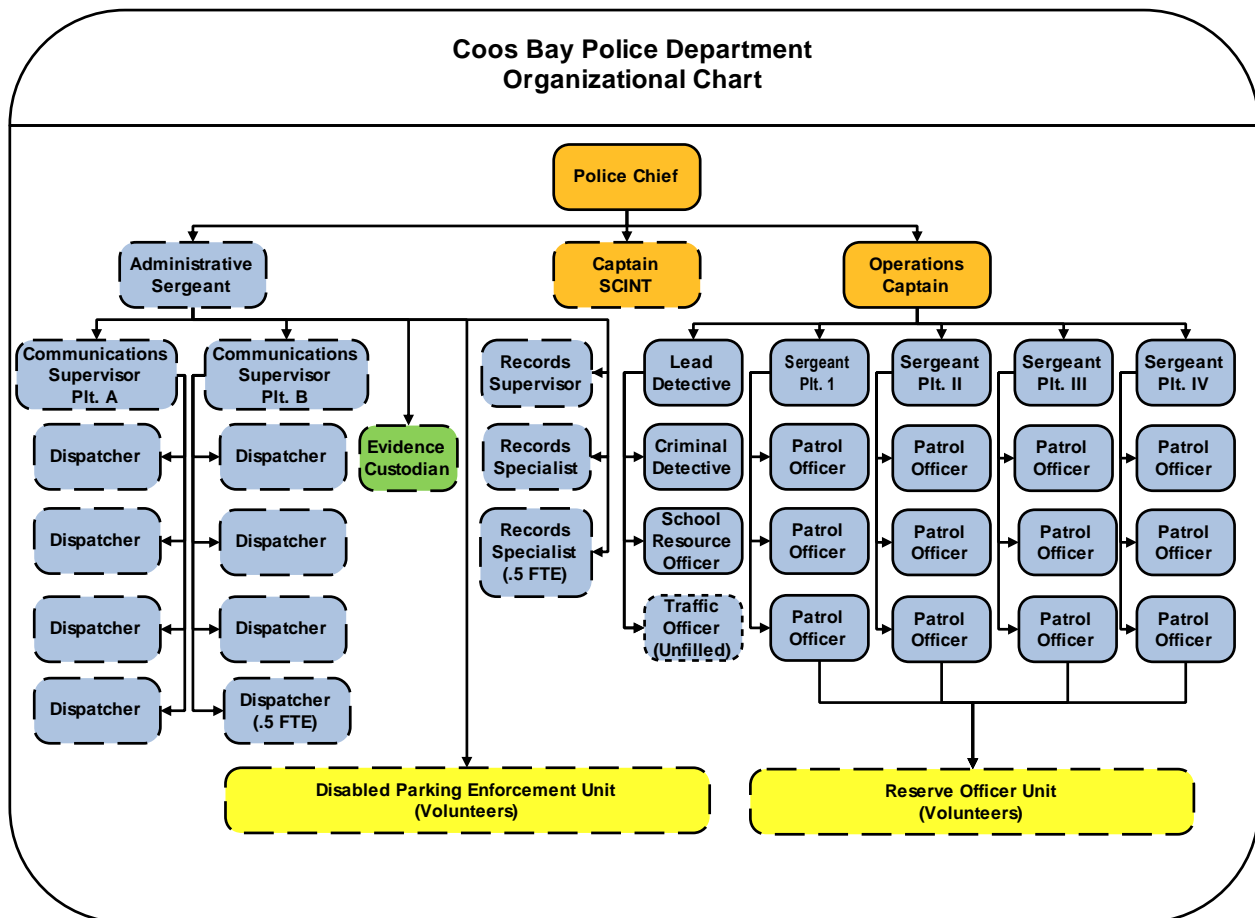 Coos Bay Police Department
Organizational Chart
Police Chief
Administrative
Sergeant
Captain
SCINT
Operations
Captain
Communications
Supervisor
Plt. A
Communications
Supervisor
Plt. B
Records
Supervisor
Lead
Detective
Sergeant
Plt. 1
Sergeant
Plt. II
Sergeant
Plt. III
Sergeant
Plt. IV
Dispatcher
Dispatcher
Evidence
Custodian
Records
Specialist
Criminal
Detective
Patrol
Officer
Patrol
Officer
Patrol
Officer
Patrol
Officer
Dispatcher
Dispatcher
Records
Specialist
(.5 FTE)
School
Resource
Officer
Patrol
Officer
Patrol
Officer
Patrol
Officer
Patrol
Officer
Dispatcher
Dispatcher
Traffic
Officer
(Unfilled)
Patrol
Officer
Patrol
Officer
Patrol
Officer
Patrol
Officer
Dispatcher
Dispatcher
(.5 FTE)
Disabled Parking Enforcement Unit
(Volunteers)
Reserve Officer Unit
(Volunteers)